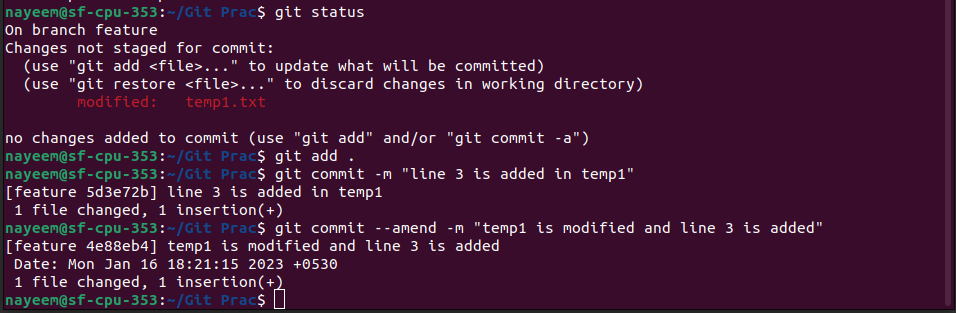 nayeem@sf-cpu-353:~/Git Prac$ git status
On branch feature
Changes not staged for commit:
  (use "git add <file>..." to update what will be committed)
  (use "git restore <file>..." to discard changes in working directory)
        modified:   temp1.txt

no changes added to commit (use "git add" and/or "git commit -a")
nayeem@sf-cpu-353:~/Git Prac$ git add .
nayeem@sf-cpu-353:~/Git Prac$ git commit -m "line 3 is added in temp1"
[feature 5d3e72b] line 3 is added in temp1
 1 file changed, 1 insertion(+)
nayeem@sf-cpu-353:~/Git Prac$ git commit --amend -m "temp1 is modified and line 3 is added"
[feature 4e88eb4] temp1 is modified and line 3 is added
 Date: Mon Jan 16 18:21:15 2023 +0530
 1 file changed, 1 insertion(+)
nayeem@sf-cpu-353:~/Git Prac$